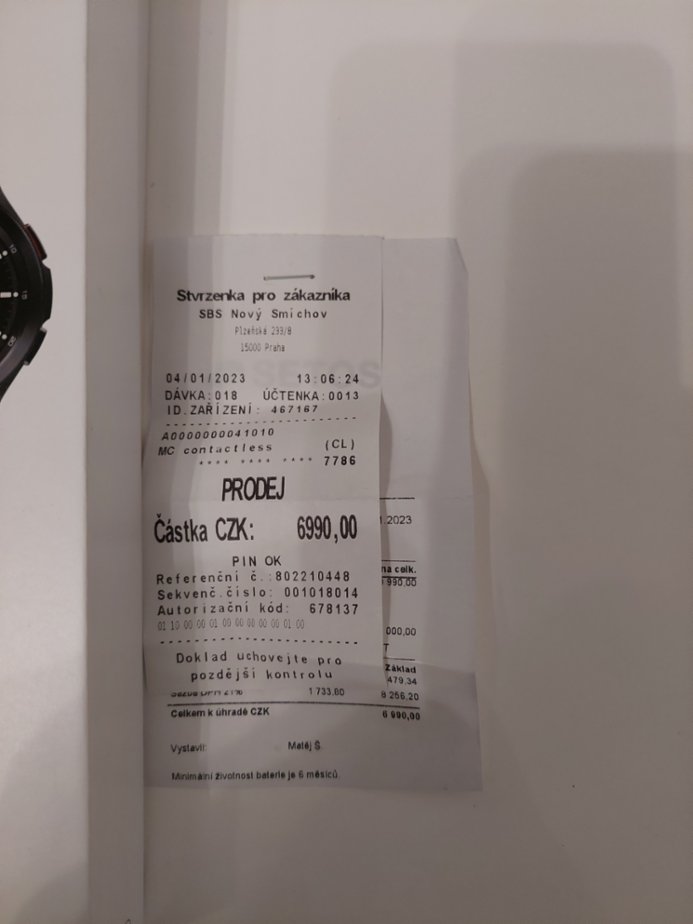 Stvrzenka pro zákazníka
SBS Nový Smíchov
Plzeňská 233/8
15000 Praha
04/01/2023 13:06:24
DÁVKA:018 ÚČTENKA:0013
ID.ZAŘÍZENÍ: 467167
A0000000041010
MC contactless (CL)
**** **** **** 7786
PRODEJ
Částka CZK: 6990,00
.2023
PIN OK
na celk.
Referenční č.:802210448
990,00
Sekvenč.číslo: 001018014
Autorizační kód: 678137
01 10 00 00 01 00 00 00 00 00 01 00
000,00
Doklad uchovejte pro
pozdější kontrolu
Základ
479,34
1 733,80 8 256,20
Celkem k úhradě CZK 6 990,00
Vystavil: Matěj Š.
Minimální životnost baterie je 6 měsíců.